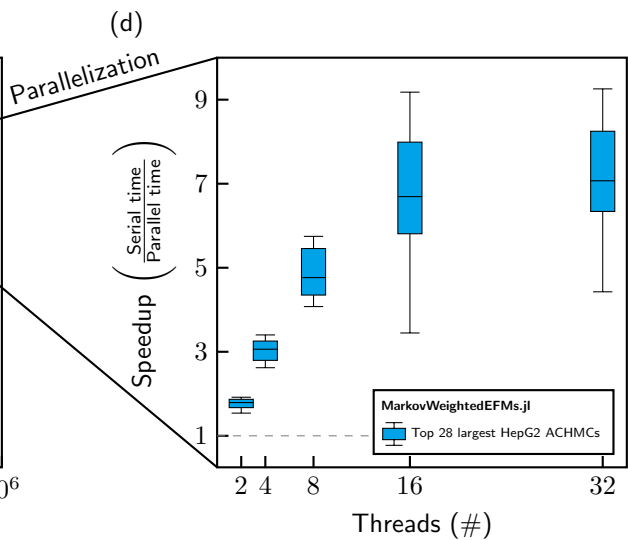 (d)
Parallelization
Speedup (Serial time / Parallel time)
9
7
5
3
1
MarkovWeightedEFMs.jl
Top 28 largest HepG2 ACHMCs
2 4 8 16 32
Threads (#)